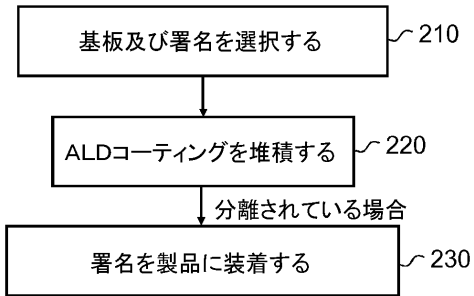 基板及び署名を選択する
210
ALDコーティングを堆積する
220
分離されている場合
署名を製品に装着する
230